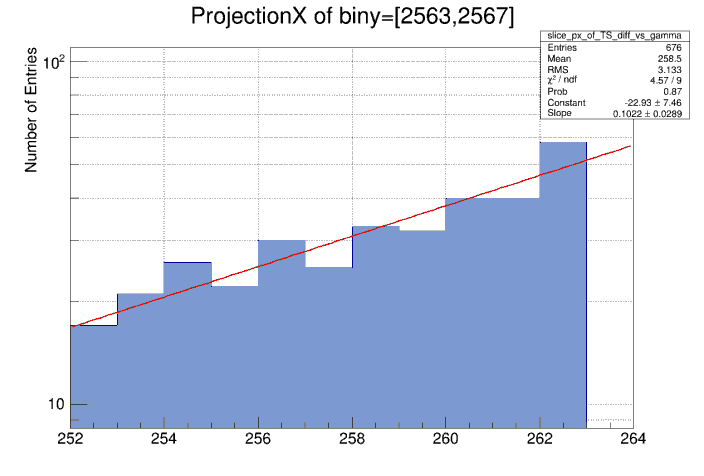 ProjectionX of biny=[2563,2567]
slice_px_of_TS_diff_vs_gamma
Entries 676
Mean 258.5
RMS 3.133
χ² / ndf 4.57 / 9
Prob 0.87
Constant -22.93 ± 7.46
Slope 0.1022 ± 0.0289
Number of Entries
10²
10
252 254 256 258 260 262 264